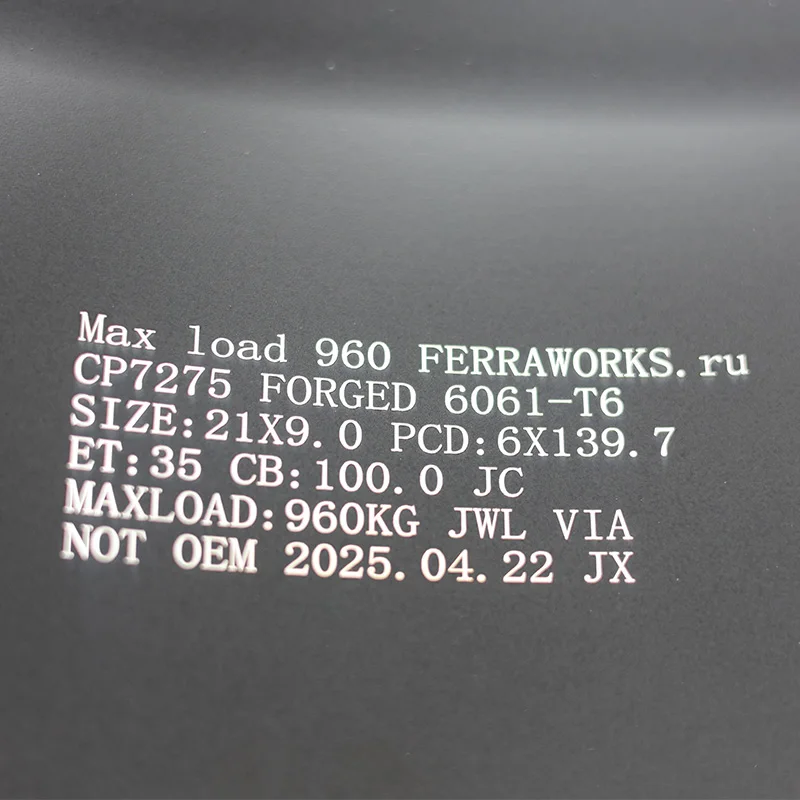 Max load 960 FERRAWORKS.ru
CP7275 FORGED 6061-T6
SIZE:21X9.0 PCD:6X139.7
ET:35 CB:100.0 JC
MAXLOAD:960KG JWL VIA
NOT OEM 2025.04.22 JX